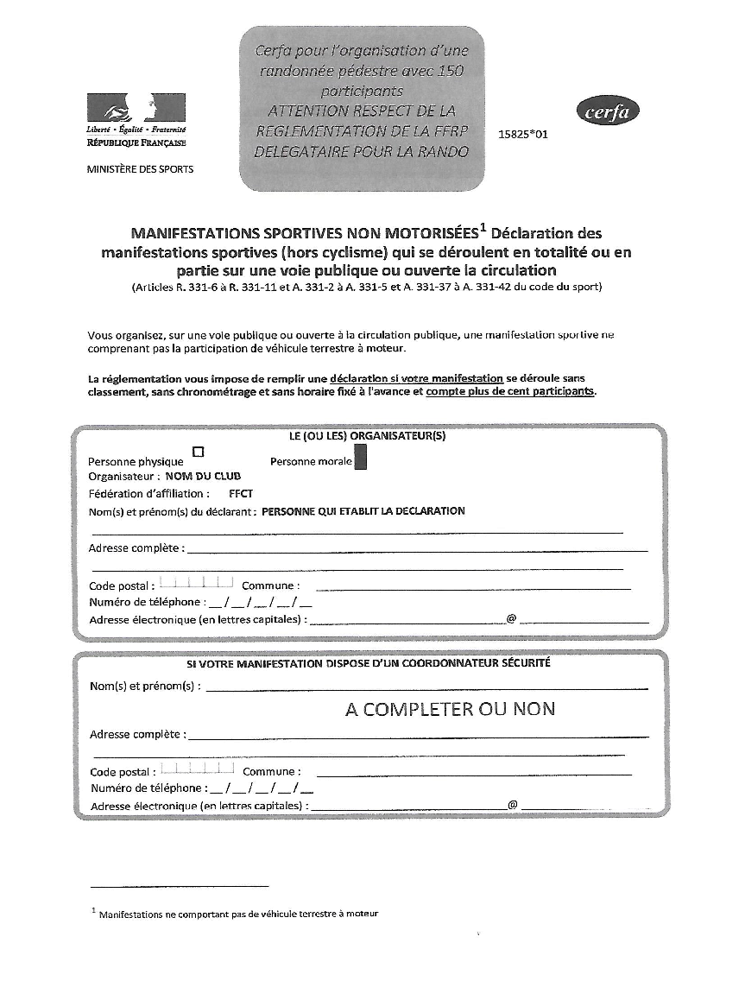 Cerfa pour l'organisation d'une
randonnée pédestre avec 150
participants
ATTENTION RESPECT DE LA
REGLEMENTATION DE LA FFRP
DELEGATAIRE POUR LA RANDO
Liberté • Égalité • Fraternité
RÉPUBLIQUE FRANÇAISE
MINISTÈRE DES SPORTS
cerfa
15825*01
MANIFESTATIONS SPORTIVES NON MOTORISÉES¹ Déclaration des
manifestations sportives (hors cyclisme) qui se déroulent en totalité ou en
partie sur une voie publique ou ouverte la circulation
(Articles R. 331-6 à R. 331-11 et A. 331-2 à A. 331-5 et A. 331-37 à A. 331-42 du code du sport)
Vous organisez, sur une voie publique ou ouverte à la circulation publique, une manifestation sportive ne
comprenant pas la participation de véhicule terrestre à moteur.
La réglementation vous impose de remplir une déclaration si votre manifestation se déroule sans
classement, sans chronométrage et sans horaire fixé à l'avance et compte plus de cent participants.
LE (OU LES) ORGANISATEUR(S)
Personne physique ☐ Personne morale
Organisateur : NOM DU CLUB
Fédération d'affiliation : FFCT
Nom(s) et prénom(s) du déclarant : PERSONNE QUI ETABLIT LA DECLARATION
Adresse complète :
Code postal : Commune :
Numéro de téléphone : __ / __ / __ / __ / __
Adresse électronique (en lettres capitales) : @
SI VOTRE MANIFESTATION DISPOSE D'UN COORDONNATEUR SÉCURITÉ
Nom(s) et prénom(s) :
A COMPLETER OU NON
Adresse complète :
Code postal : Commune :
Numéro de téléphone : __ / __ / __ / __ / __
Adresse électronique (en lettres capitales) : @
¹ Manifestations ne comportant pas de véhicule terrestre à moteur